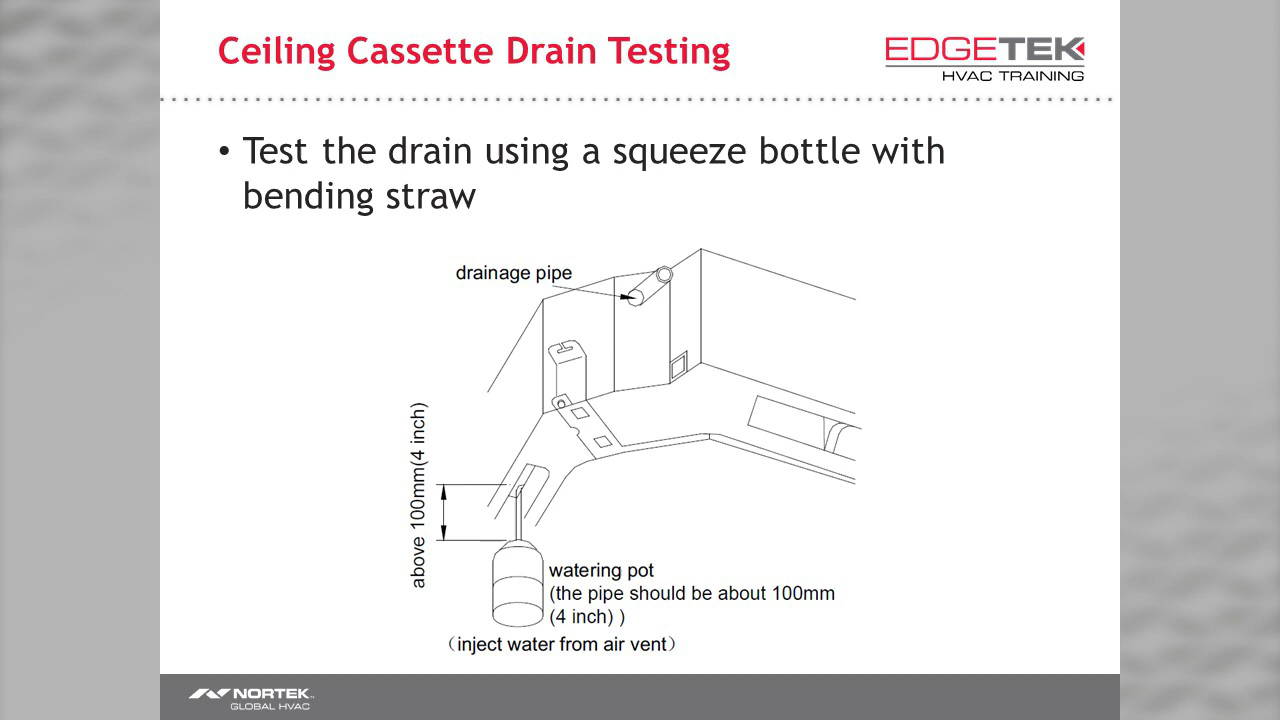 Ceiling Cassette Drain Testing
EDGETEK
HVAC TRAINING
• Test the drain using a squeeze bottle with
bending straw
drainage pipe
above 100mm(4 inch)
watering pot
(the pipe should be about 100mm
(4 inch) )
（inject water from air vent）
NORTEK
GLOBAL HVAC